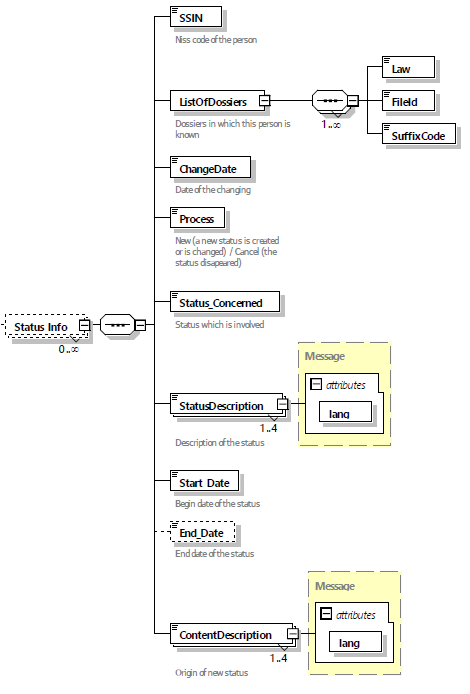 SSIN
Niss code of the person
Law
ListOfDossiers
FileId
Dossiers in which this person is
known
1..∞
SuffixCode
ChangeDate
Date of the changing
Process
New (a new status is created
or is changed) / Cancel (the
status disapeared)
Status_Concerned
Status which is involved
Status Info
0..∞
Message
attributes
lang
StatusDescription
1..4
Description of the status
Start_Date
Begin date of the status
End_Date
End date of the status
Message
attributes
lang
ContentDescription
1..4
Origin of new status